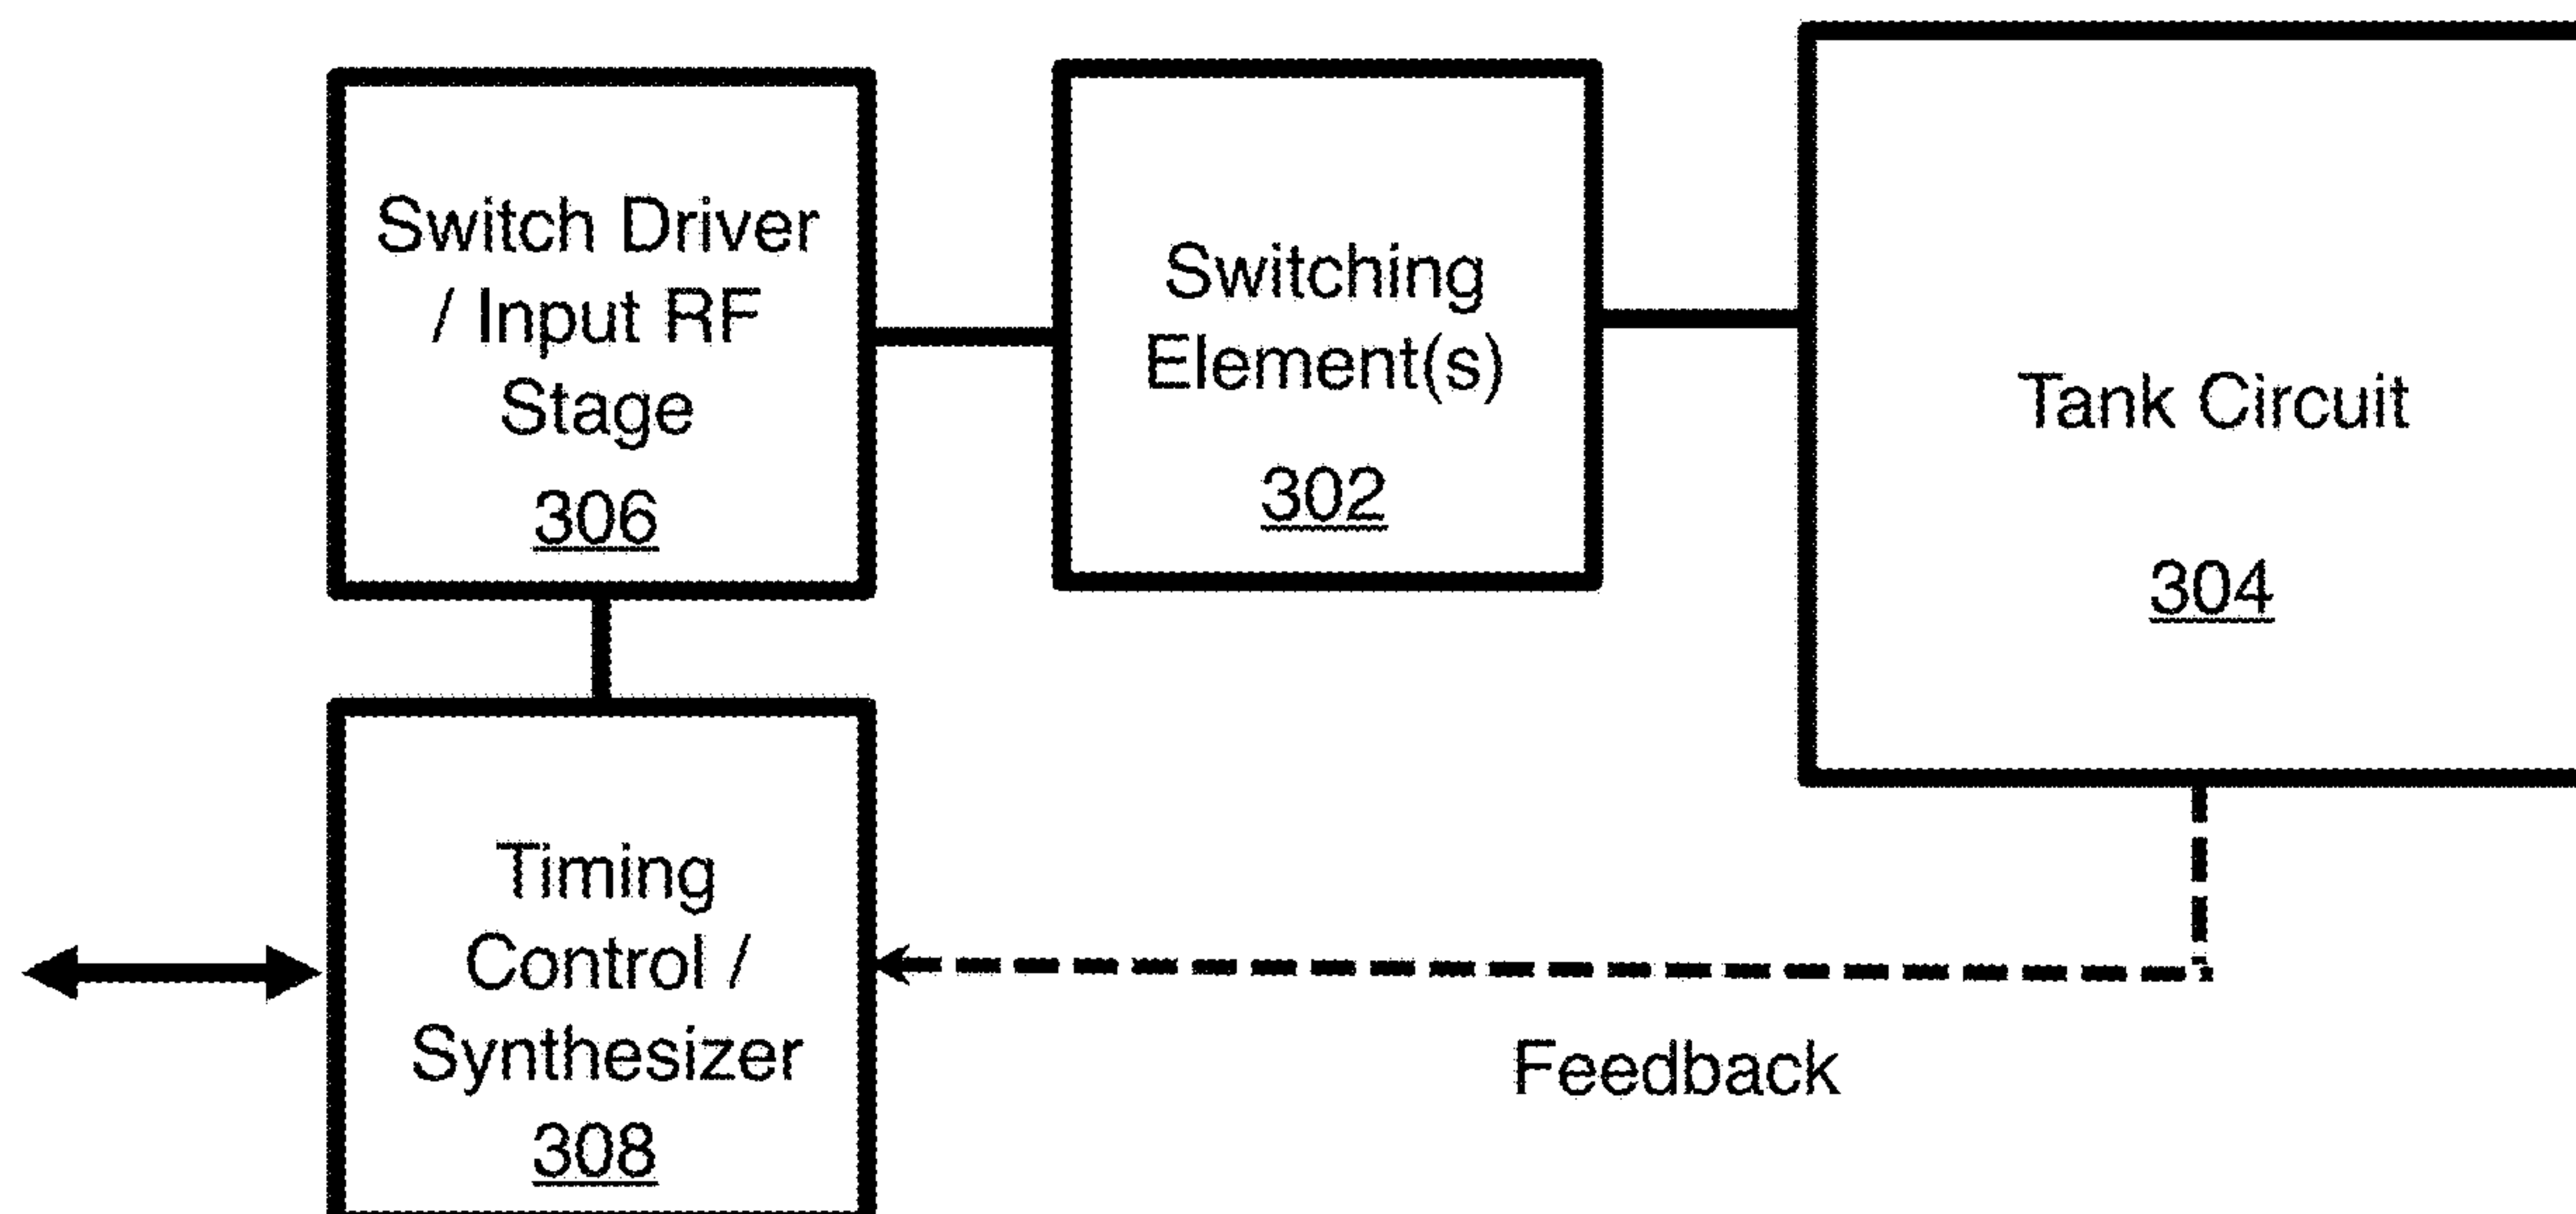 Switch Driver
/ Input RF
Stage
306
Switching
Element(s)
302
Tank Circuit
304
Timing
Control /
Synthesizer
308
Feedback